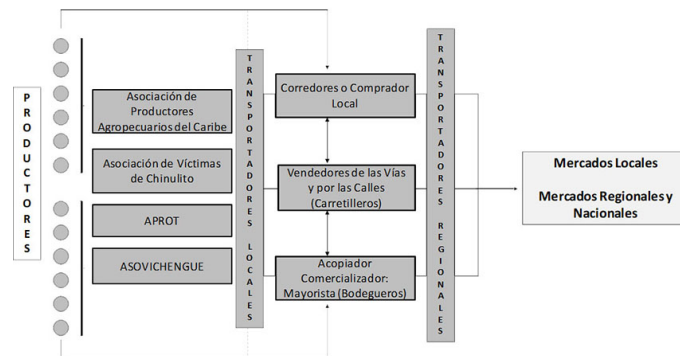 PRODUCTORES
Asociación de
Productores
Agropecuarios del Caribe
Asociación de Víctimas
de Chinulito
APROT
ASOVICHENGUE
TRANSPORTADORES LOCALES
Corredores o Comprador
Local
Vendedores de las Vías
y por las Calles
(Carretilleros)
Acopiador
Comercializador:
Mayorista (Bodegueros)
TRANSPORTADORES REGIONALES
Mercados Locales
Mercados Regionales y
Nacionales